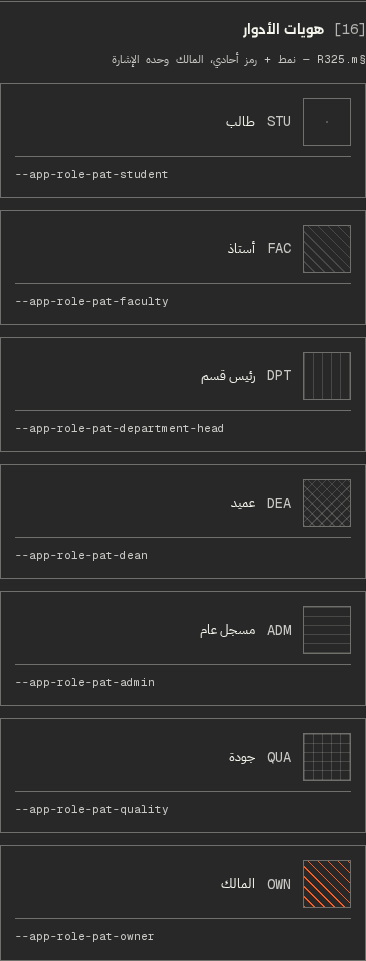 [16] هويات الأدوار
§R325.m — نمط + رمز أحادي، المالك وحده الإشارة
STU طالب
--app-role-pat-student
FAC أستاذ
--app-role-pat-faculty
DPT رئيس قسم
--app-role-pat-department-head
DEA عميد
--app-role-pat-dean
ADM مسجل عام
--app-role-pat-admin
QUA جودة
--app-role-pat-quality
OWN المالك
--app-role-pat-owner